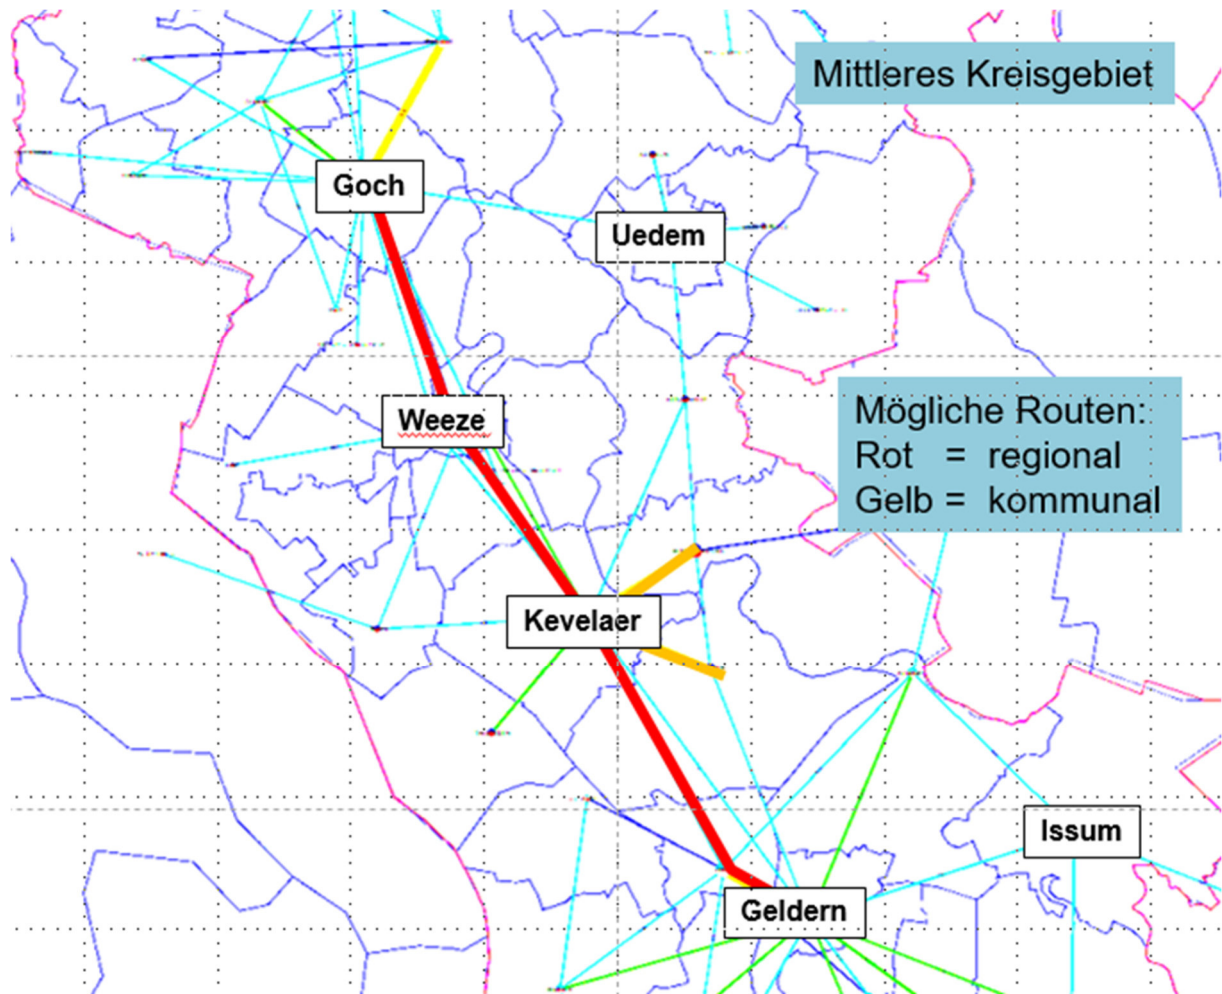 Mittleres Kreisgebiet
Goch
Uedem
Mögliche Routen:
Rot = regional
Gelb = kommunal
Weeze
Kevelaer
Issum
Geldern